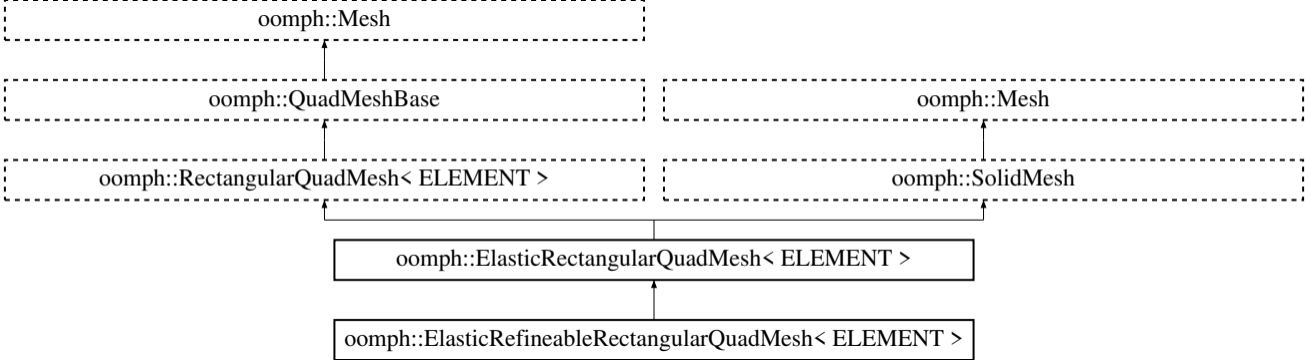 oomph::Mesh
oomph::QuadMeshBase
oomph::Mesh
oomph::RectangularQuadMesh< ELEMENT >
oomph::SolidMesh
oomph::ElasticRectangularQuadMesh< ELEMENT >
oomph::ElasticRefineableRectangularQuadMesh< ELEMENT >